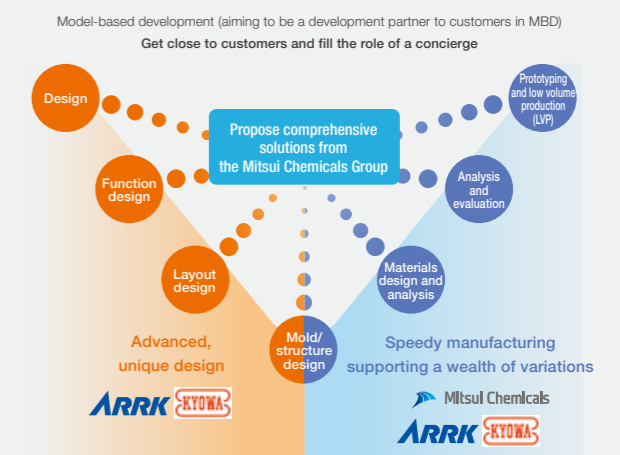 Model-based development (aiming to be a development partner to customers in MBD)
Get close to customers and fill the role of a concierge
Design
Prototyping
and low volume
production
(LVP)
Propose comprehensive
solutions from
the Mitsui Chemicals Group
Function
design
Analysis
and
evaluation
Layout
design
Materials
design and
analysis
Mold/
structure
design
Advanced,
unique design
Speedy manufacturing
supporting a wealth of variations
ARRK KYOWA
Mitsui Chemicals
ARRK KYOWA